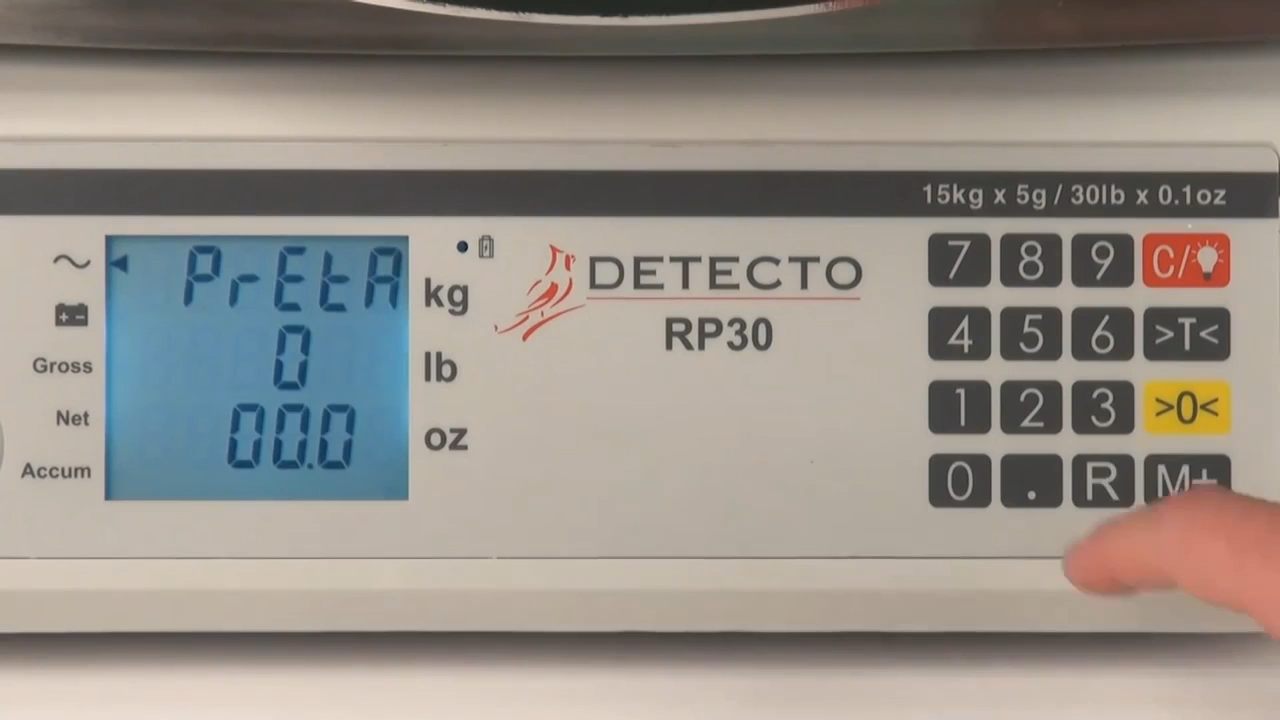 15kg x 5g / 30lb x 0.1oz
PrEtA
kg
0
lb
00.0
oz
Gross
Net
Accum
DETECTO
RP30
7 8 9 C/
4 5 6 >T<
1 2 3 >0<
0 . R M+